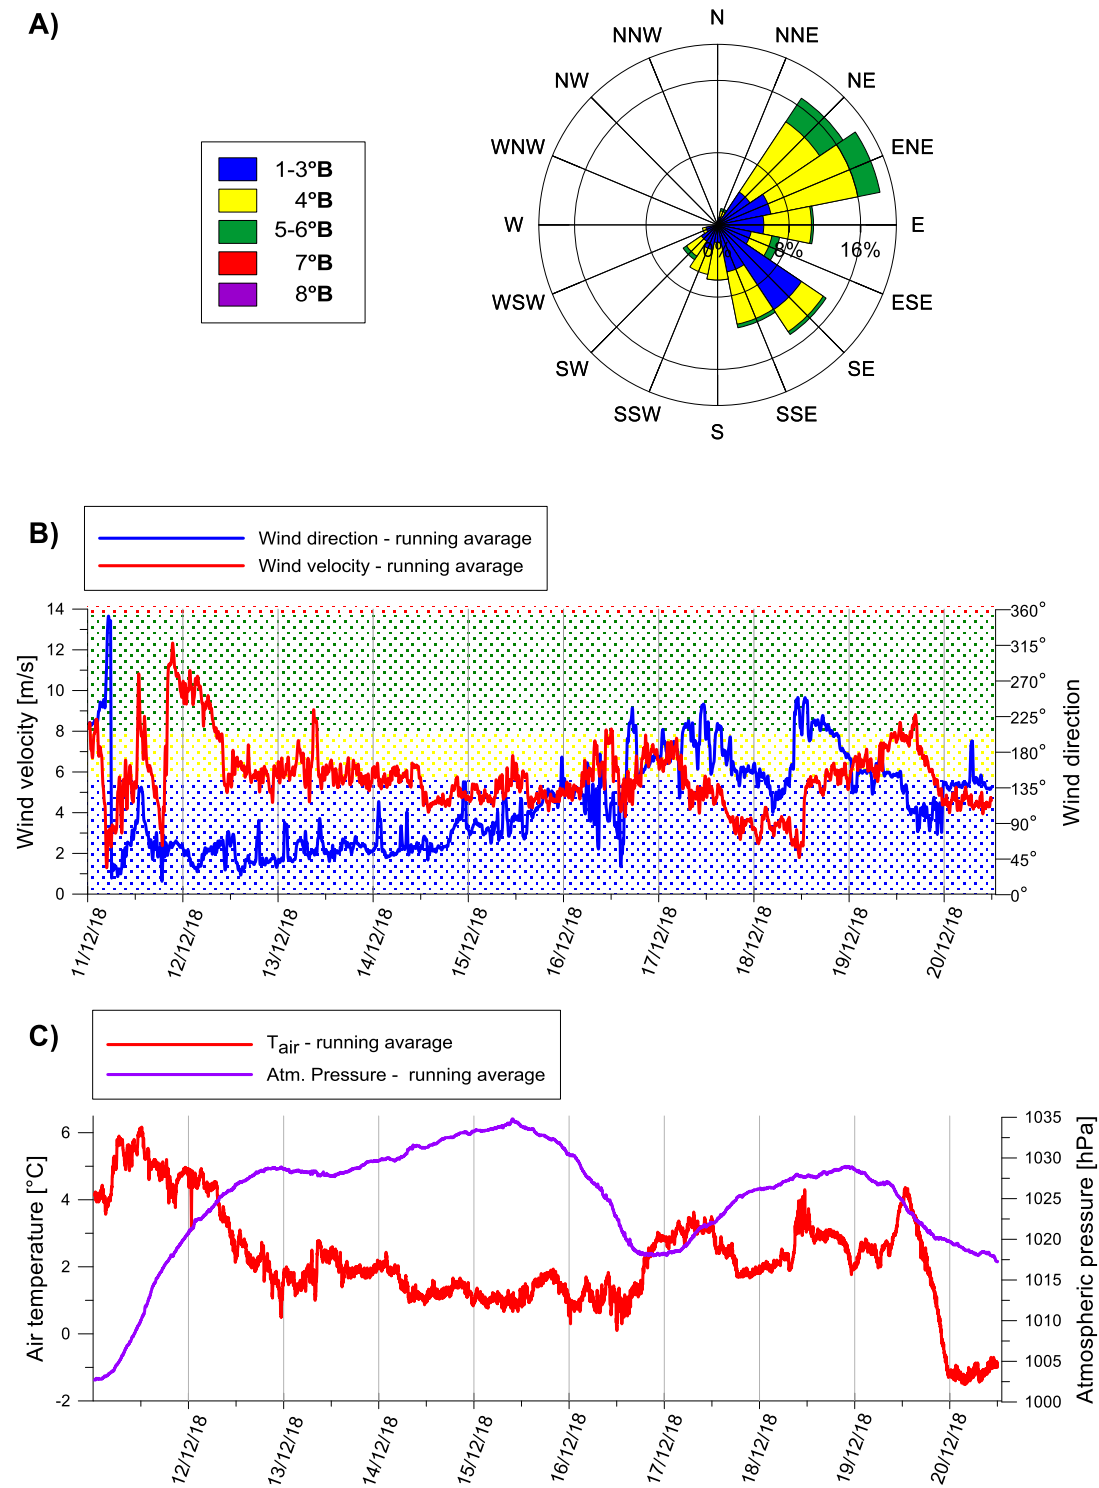 A)
N
NNW
NNE
NW
NE
WNW
ENE
W
E
WSW
ESE
SW
SE
SSW
SSE
S
0%
8%
16%
1-3°B
4°B
5-6°B
7°B
8°B
B)
Wind direction - running avarage
Wind velocity - running avarage
Wind velocity [m/s]
14
12
10
8
6
4
2
0
360°
315°
270°
225°
180°
135°
90°
45°
0°
Wind direction
11/12/18
12/12/18
13/12/18
14/12/18
15/12/18
16/12/18
17/12/18
18/12/18
19/12/18
20/12/18
C)
Tair - running avarage
Atm. Pressure - running average
Air temperature [°C]
6
4
2
0
-2
1035
1030
1025
1020
1015
1010
1005
1000
Atmospheric pressure [hPa]
12/12/18
13/12/18
14/12/18
15/12/18
16/12/18
17/12/18
18/12/18
19/12/18
20/12/18